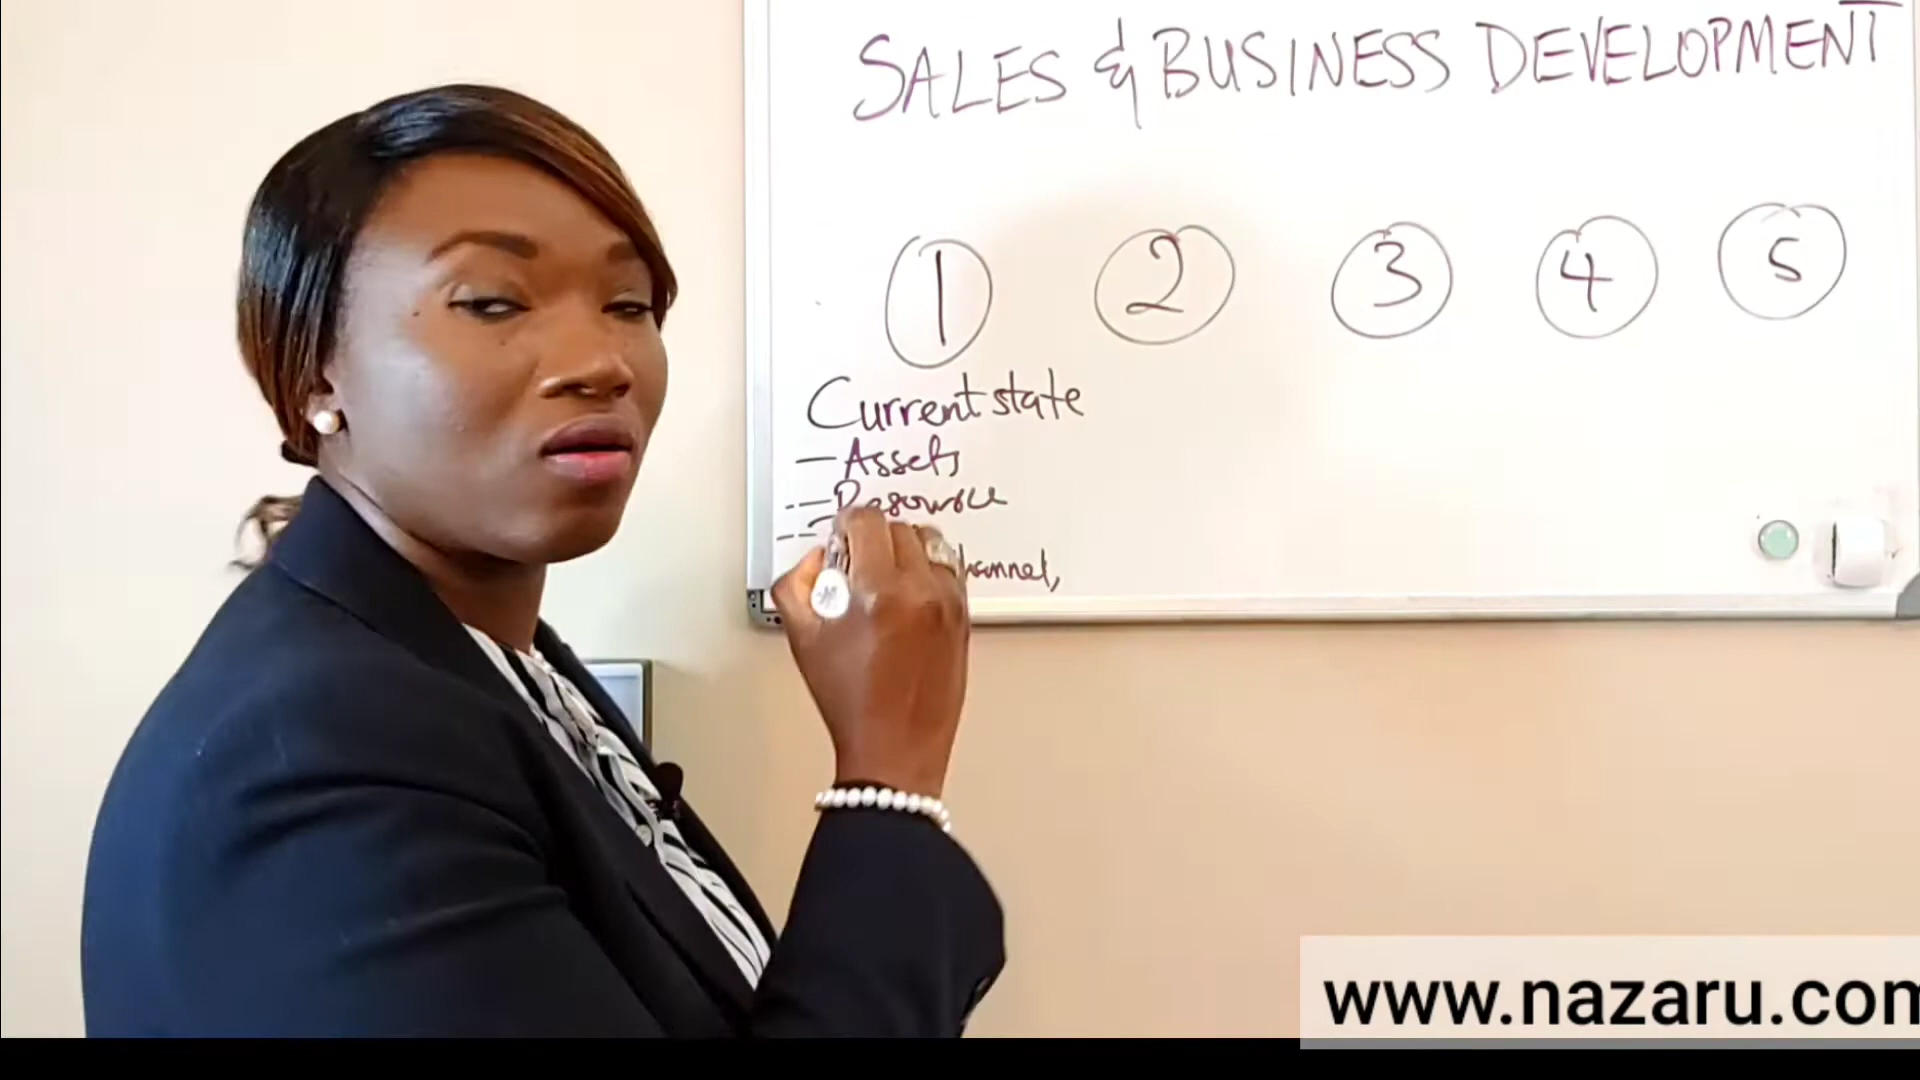 SALES & BUSINESS DEVELOPMENT
1 2 3 4 5
Current state
- Assets
- Resource
hannel,
www.nazaru.com